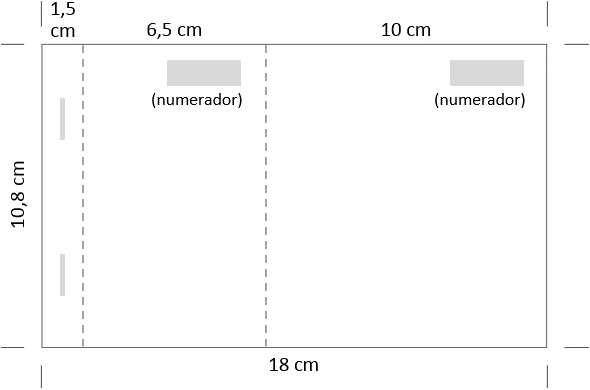 1,5
cm
6,5 cm
10 cm
(numerador)
(numerador)
10,8 cm
18 cm